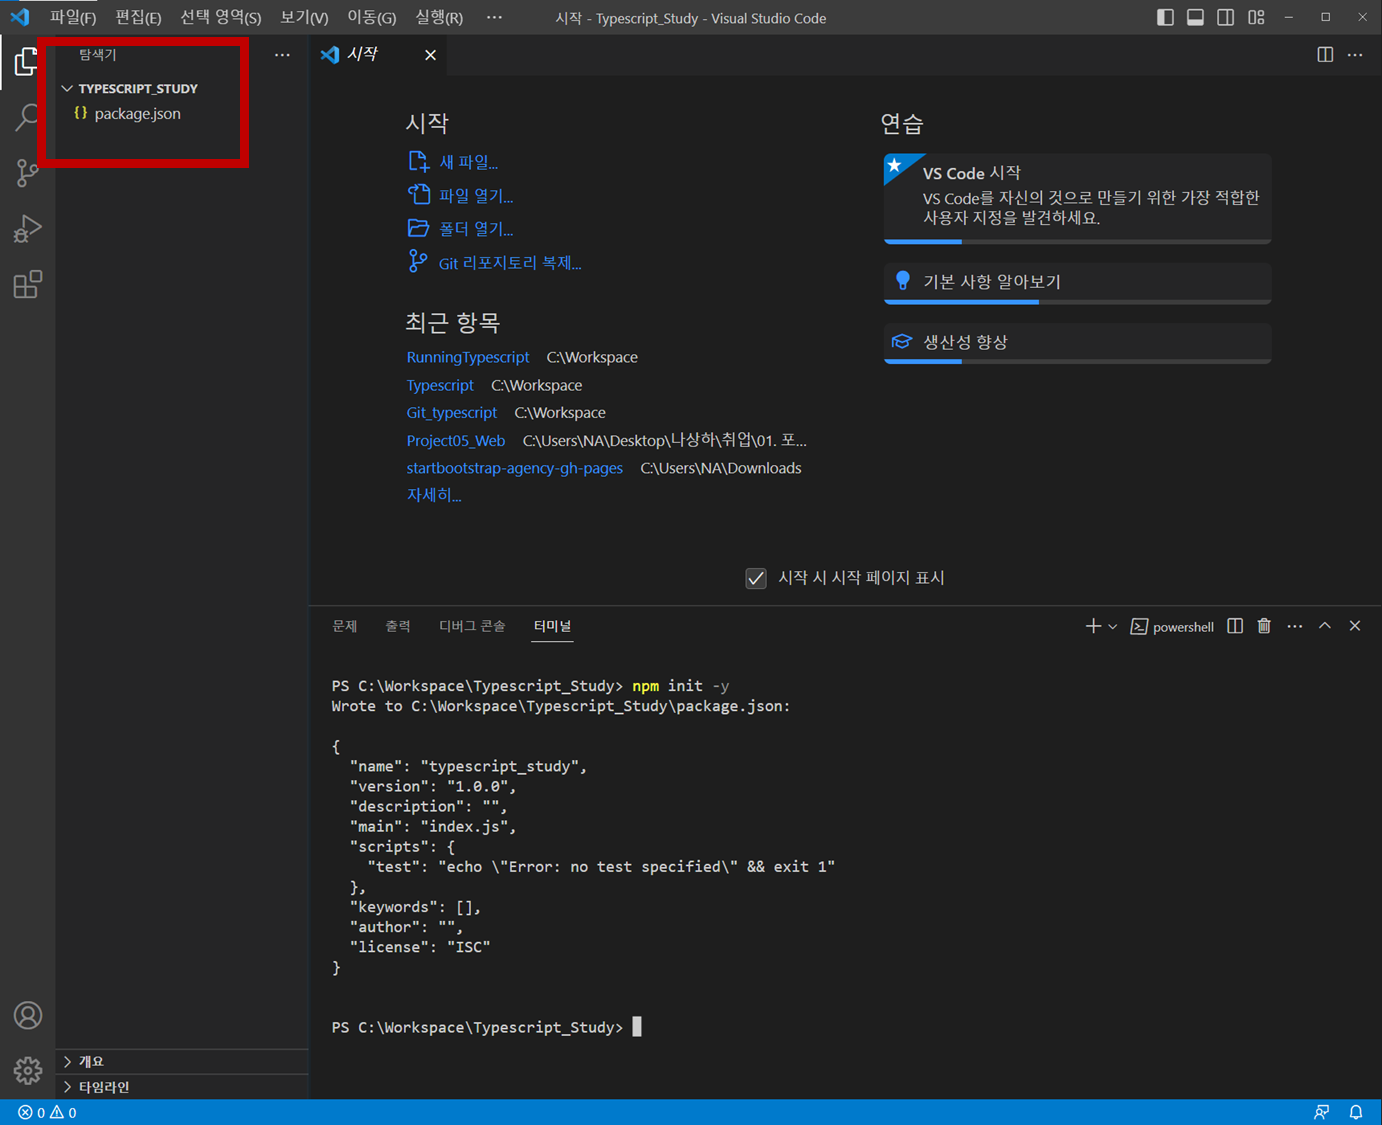 파일(F) 편집(E) 선택 영역(S) 보기(V) 이동(G) 실행(R) ··· 시작 - Typescript_Study - Visual Studio Code
탐색기 ···
TYPESCRIPT_STUDY
{} package.json
시작
시작
새 파일...
파일 열기...
폴더 열기...
Git 리포지토리 복제...
최근 항목
RunningTypescript C:\Workspace
Typescript C:\Workspace
Git_typescript C:\Workspace
Project05_Web C:\Users\NA\Desktop\나상하\취업\01. 포...
startbootstrap-agency-gh-pages C:\Users\NA\Downloads
자세히...
연습
VS Code 시작
VS Code를 자신의 것으로 만들기 위한 가장 적합한
사용자 지정을 발견하세요.
기본 사항 알아보기
생산성 향상
시작 시 시작 페이지 표시
문제 출력 디버그 콘솔 터미널 powershell
PS C:\Workspace\Typescript_Study> npm init -y
Wrote to C:\Workspace\Typescript_Study\package.json:
{
  "name": "typescript_study",
  "version": "1.0.0",
  "description": "",
  "main": "index.js",
  "scripts": {
    "test": "echo \"Error: no test specified\" && exit 1"
  },
  "keywords": [],
  "author": "",
  "license": "ISC"
}
PS C:\Workspace\Typescript_Study>
개요
타임라인
0 0